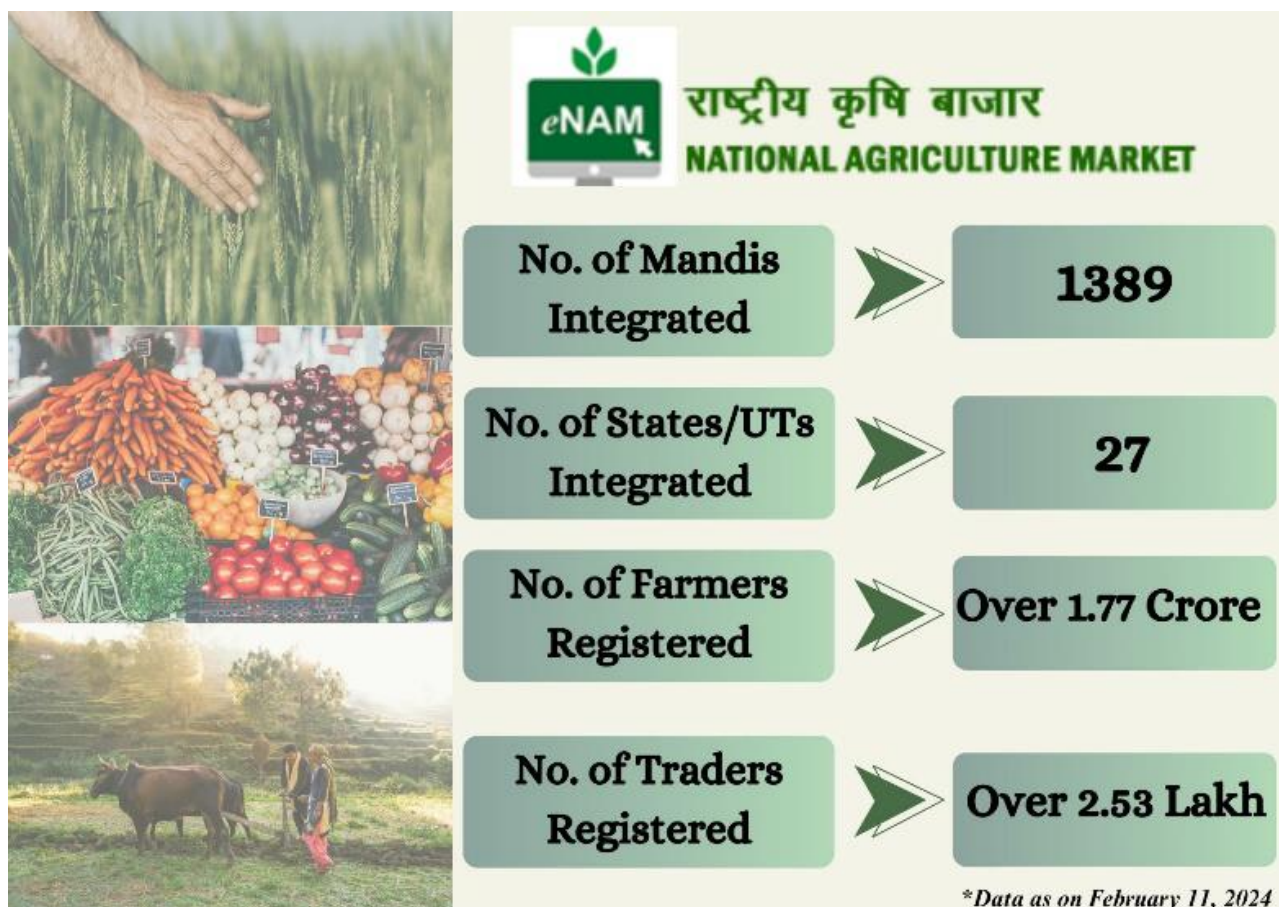 eNAM
राष्ट्रीय कृषि बाजार
NATIONAL AGRICULTURE MARKET
No. of Mandis
Integrated
1389
No. of States/UTs
Integrated
27
No. of Farmers
Registered
Over 1.77 Crore
No. of Traders
Registered
Over 2.53 Lakh
*Data as on February 11, 2024